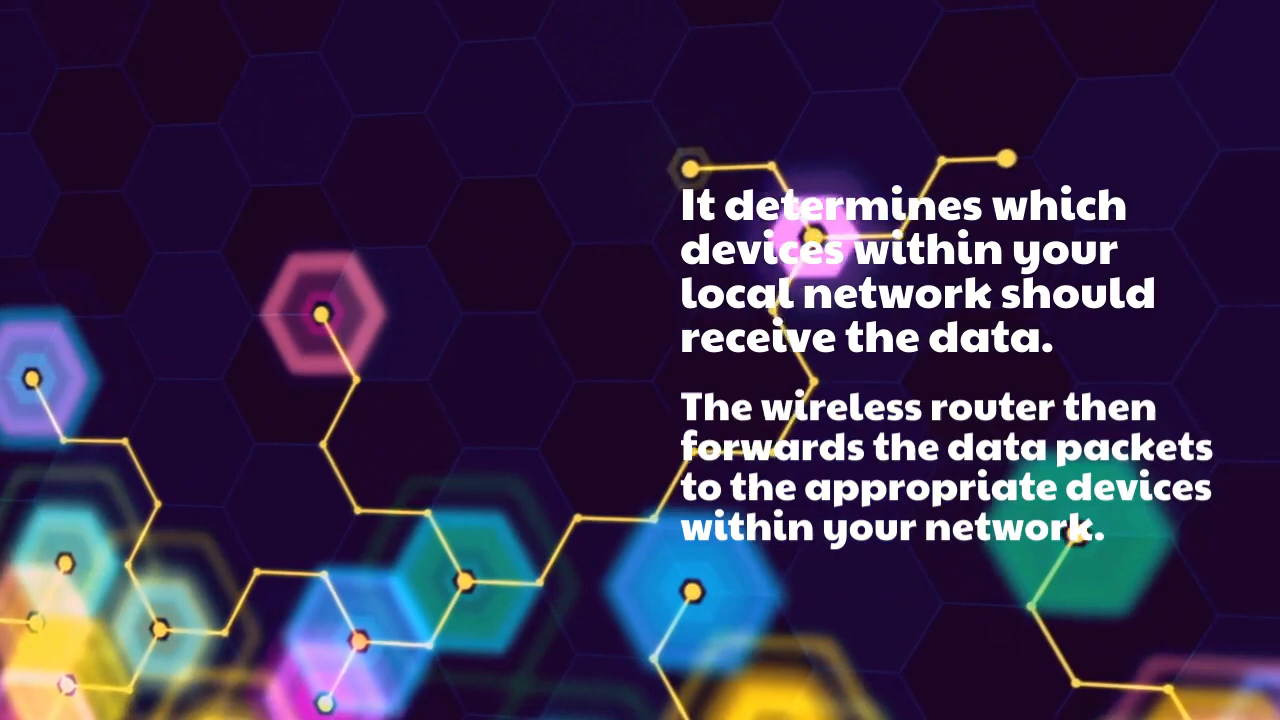 It determines which
devices within your
local network should
receive the data.
The wireless router then
forwards the data packets
to the appropriate devices
within your network.